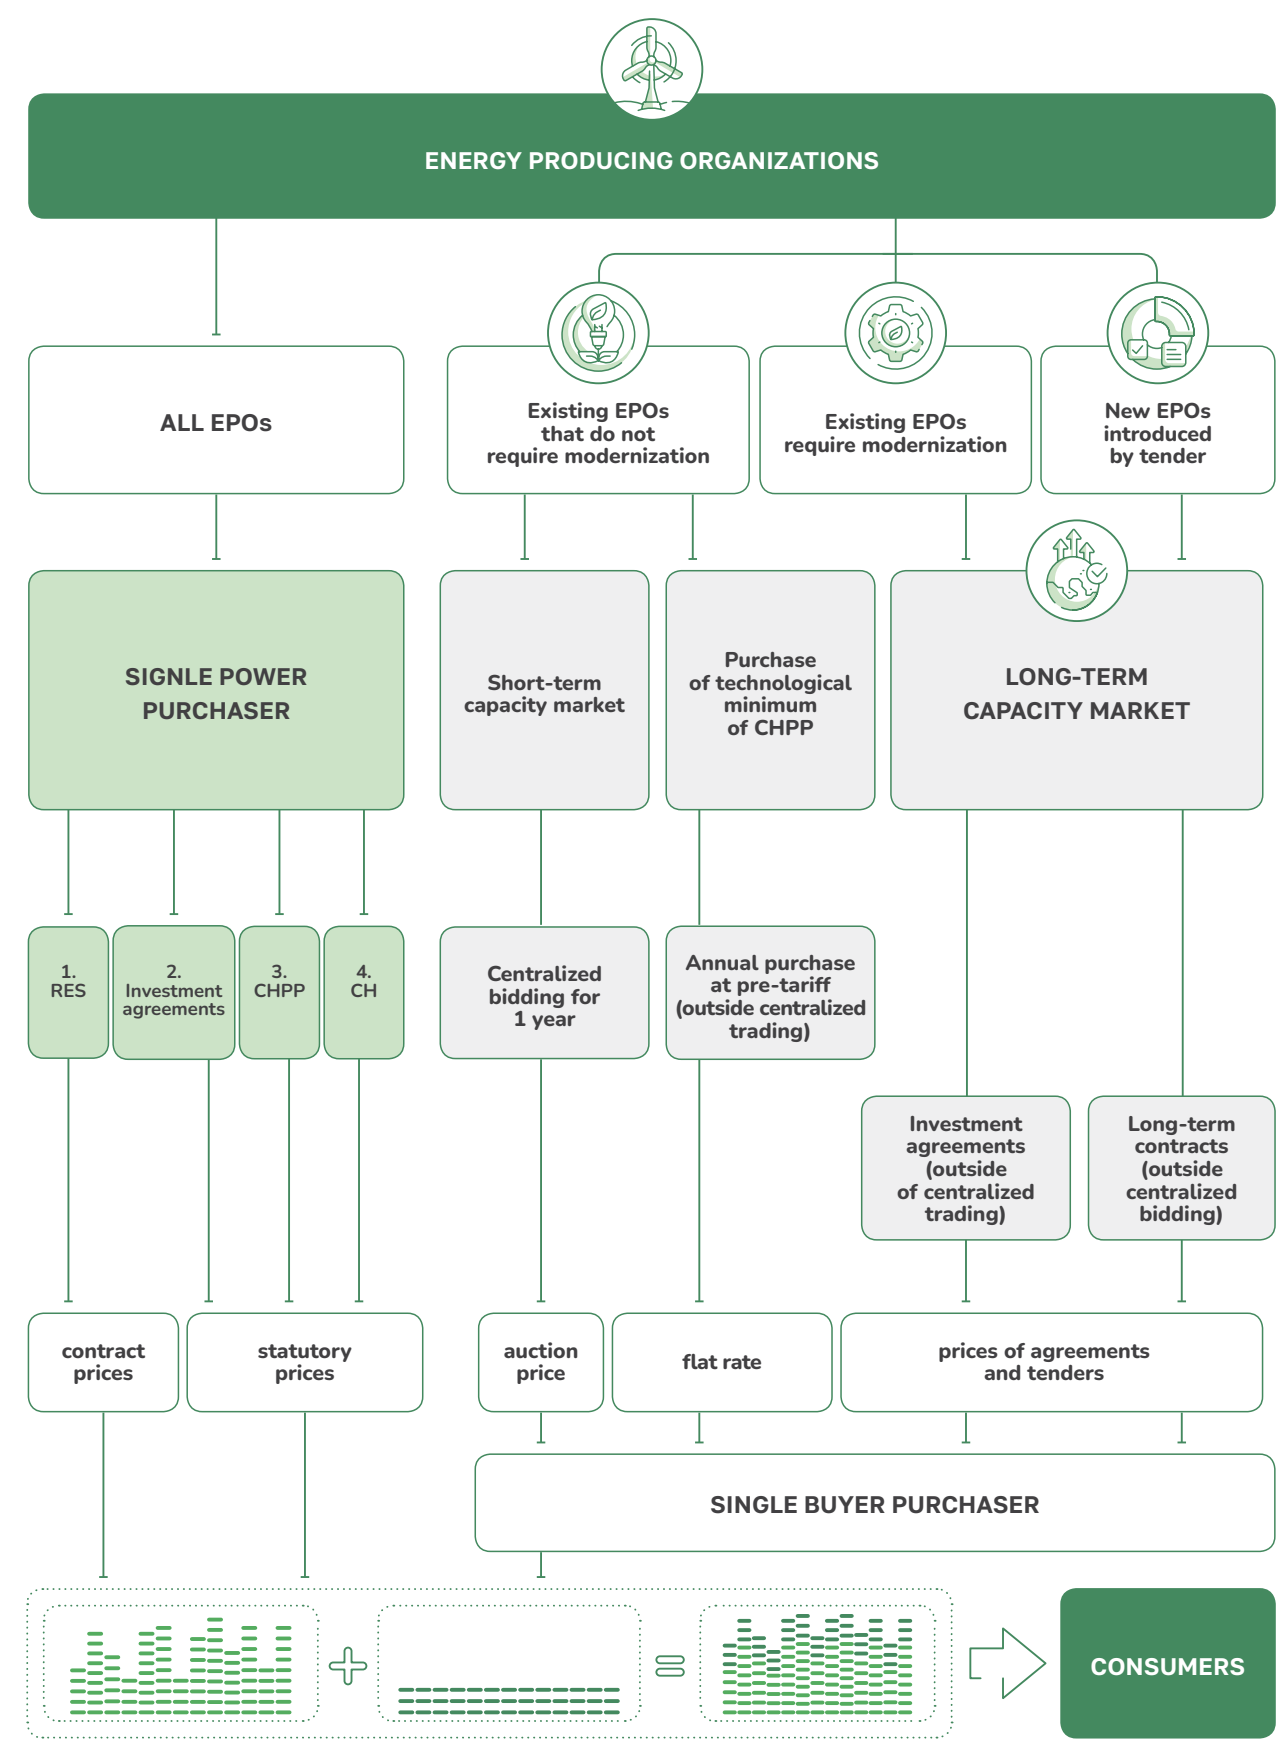 ENERGY PRODUCING ORGANIZATIONS
ALL EPOs
Existing EPOs
that do not
require modernization
Existing EPOs
require modernization
New EPOs
introduced
by tender
SIGNLE POWER
PURCHASER
Short-term
capacity market
Purchase
of technological
minimum
of CHPP
LONG-TERM
CAPACITY MARKET
1.
RES
2.
Investment
agreements
3.
CHPP
4.
CH
Centralized
bidding for
1 year
Annual purchase
at pre-tariff
(outside centralized
trading)
Investment
agreements
(outside
of centralized
trading)
Long-term
contracts
(outside
centralized
bidding)
contract
prices
statutory
prices
auction
price
flat rate
prices of agreements
and tenders
SINGLE BUYER PURCHASER
CONSUMERS